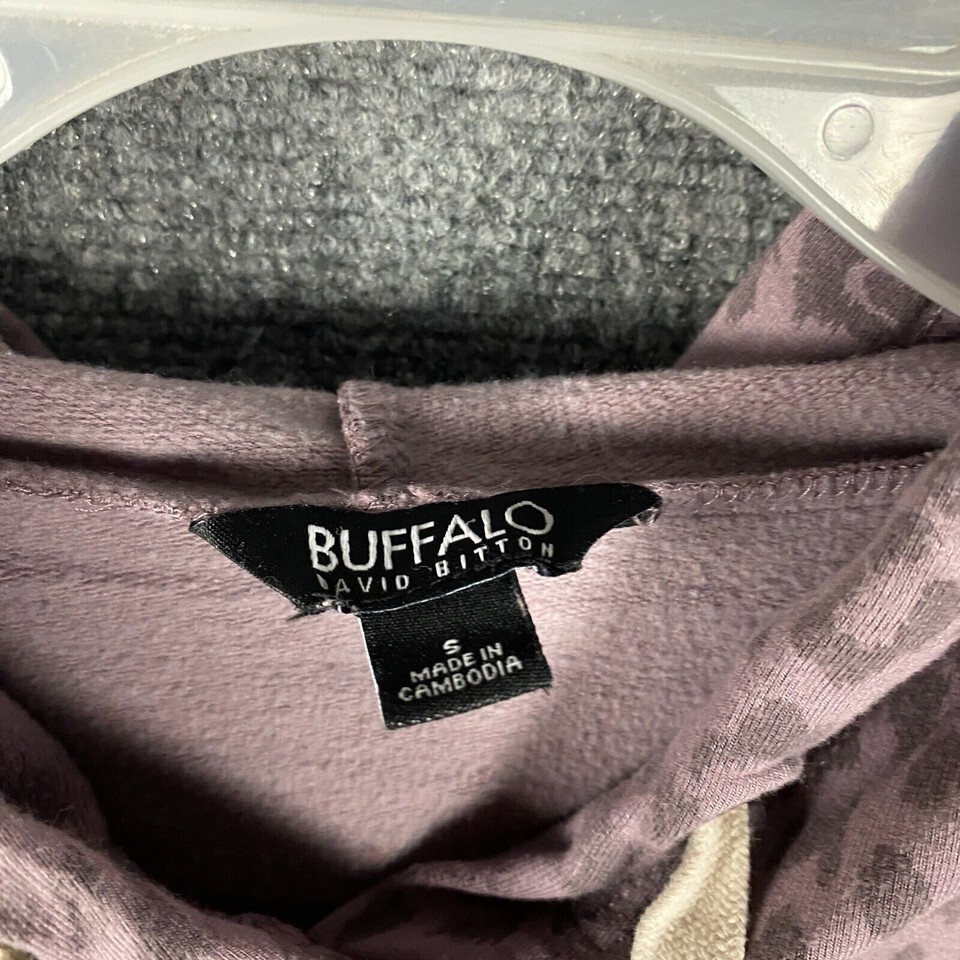 BUFFALO
DAVID BITTON
S
MADE IN
CAMBODIA